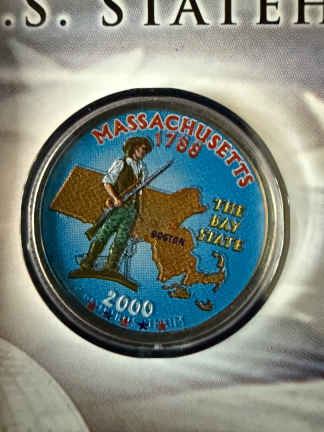 .S. STATEH
MASSACHUSETTS
1788
THE
BAY
STATE
BOSTON
2000